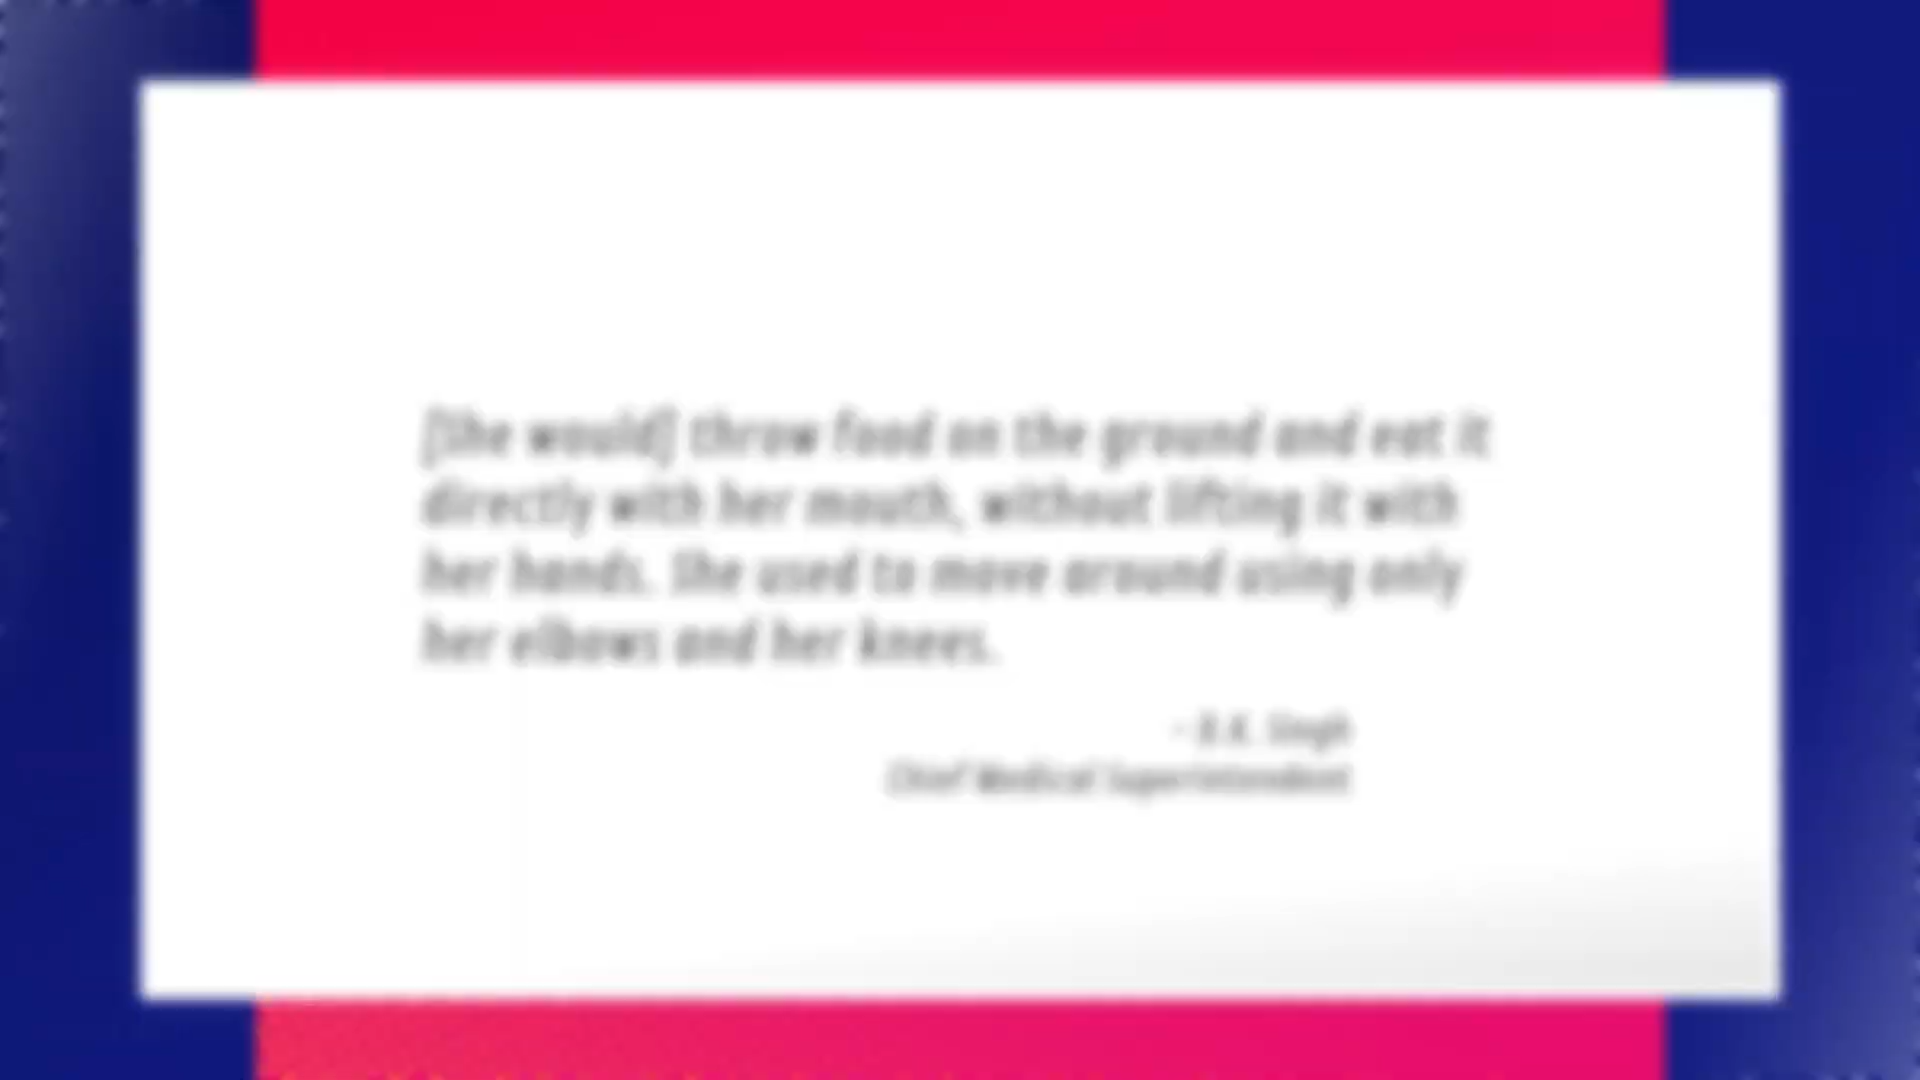 [She would] throw food on the ground and eat it
directly with her mouth, without lifting it with
her hands. She used to move around using only
her elbows and her knees.
- D.K. Singh
Chief Medical Superintendent